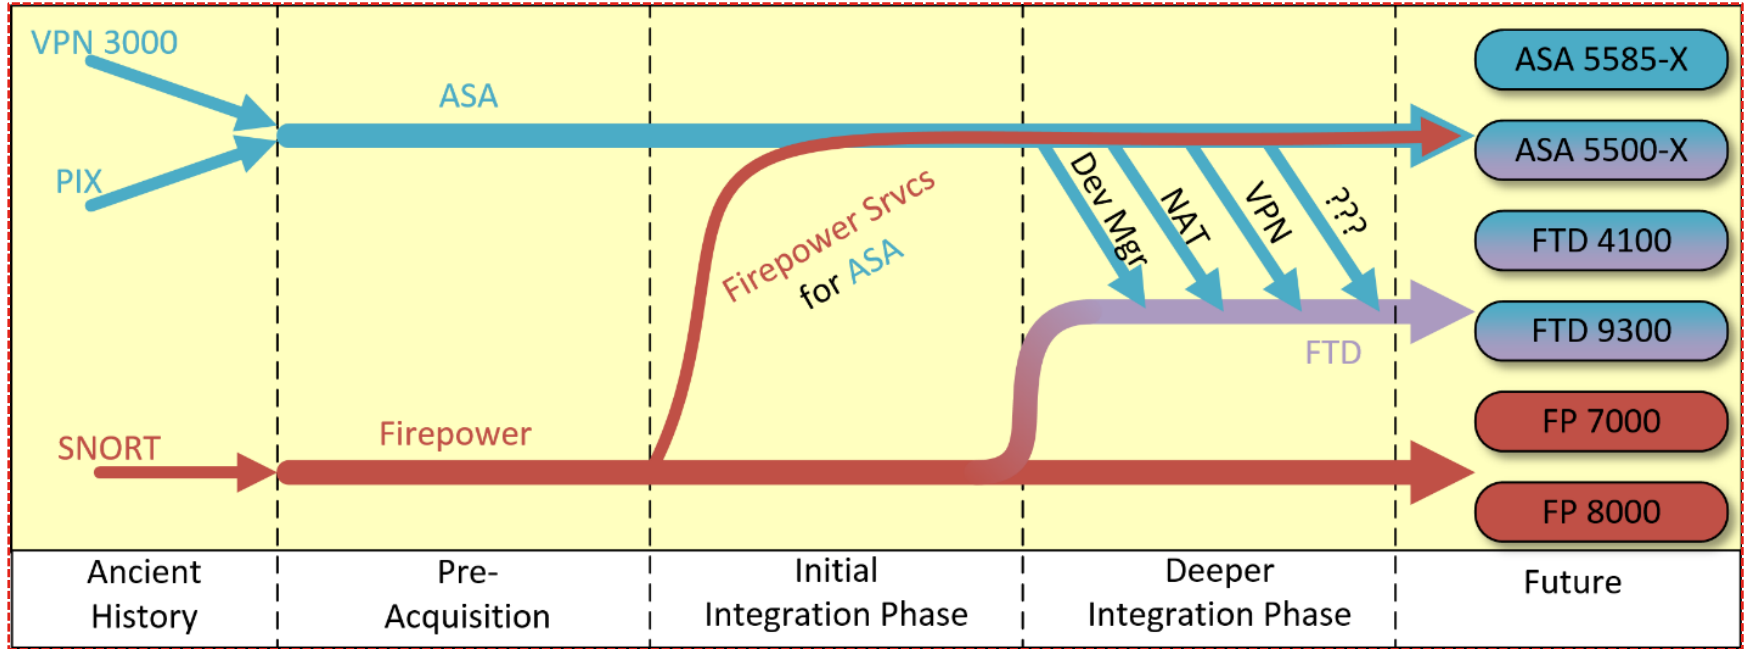 VPN 3000
PIX
SNORT
ASA
Firepower
Firepower Srvcs
for ASA
Dev Mgr
NAT
VPN
???
FTD
ASA 5585-X
ASA 5500-X
FTD 4100
FTD 9300
FP 7000
FP 8000
Ancient
History
Pre-
Acquisition
Initial
Integration Phase
Deeper
Integration Phase
Future